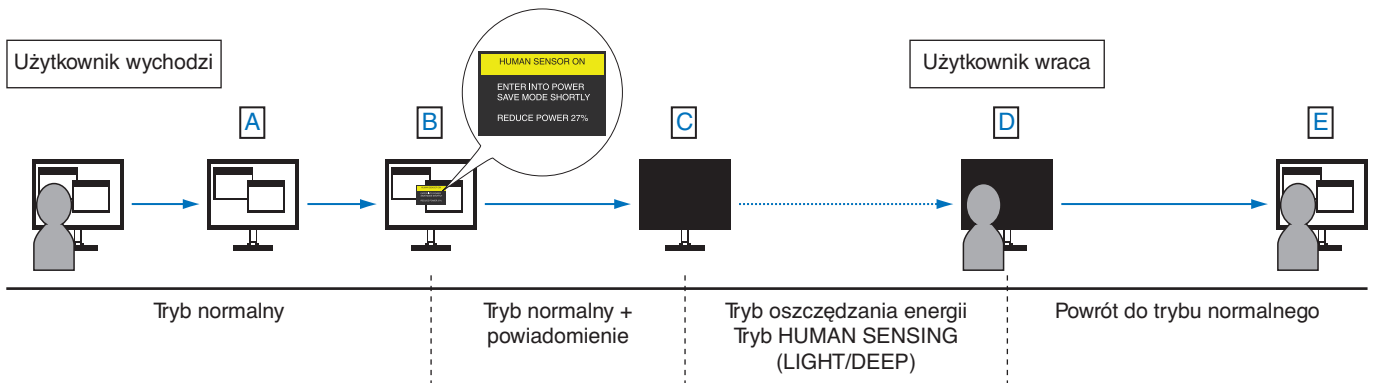 Użytkownik wychodzi
HUMAN SENSOR ON
ENTER INTO POWER
SAVE MODE SHORTLY
REDUCE POWER 27%
Użytkownik wraca
A
B
C
D
E
Tryb normalny
Tryb normalny +
powiadomienie
Tryb oszczędzania energii
Tryb HUMAN SENSING
(LIGHT/DEEP)
Powrót do trybu normalnego